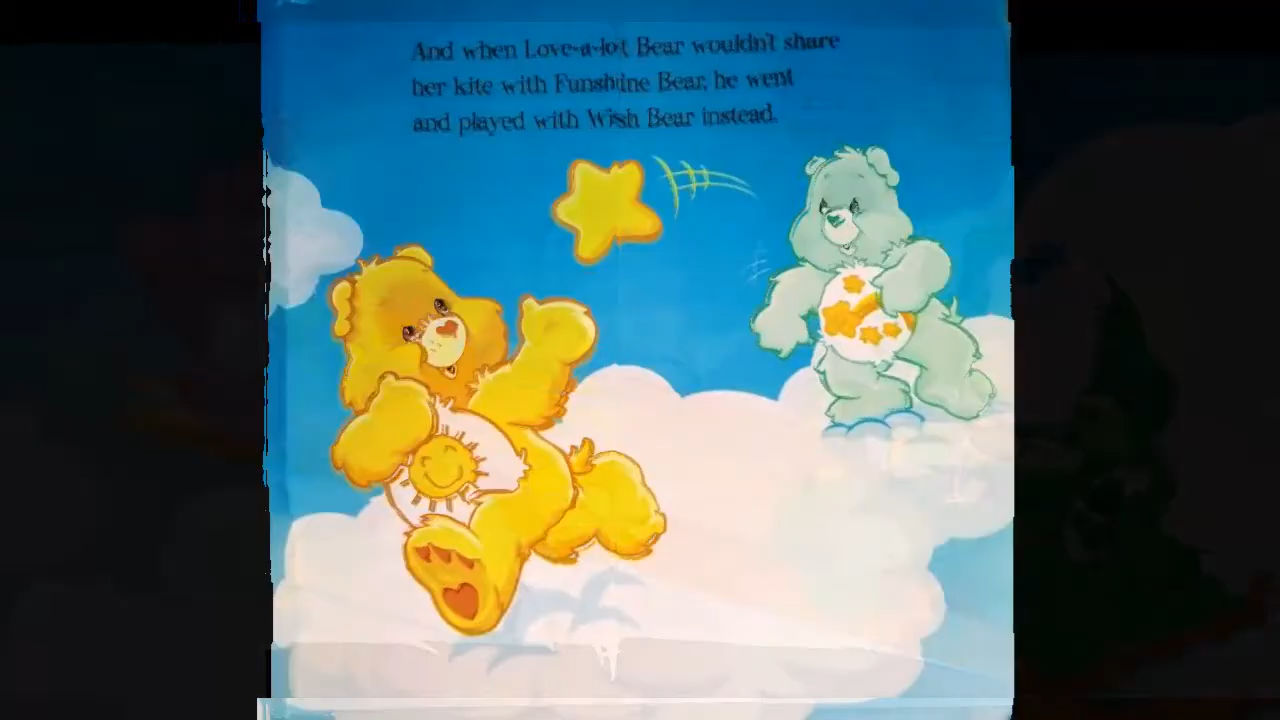 And when Love-a-lot Bear wouldn't share
her kite with Funshine Bear, he went
and played with Wish Bear instead.